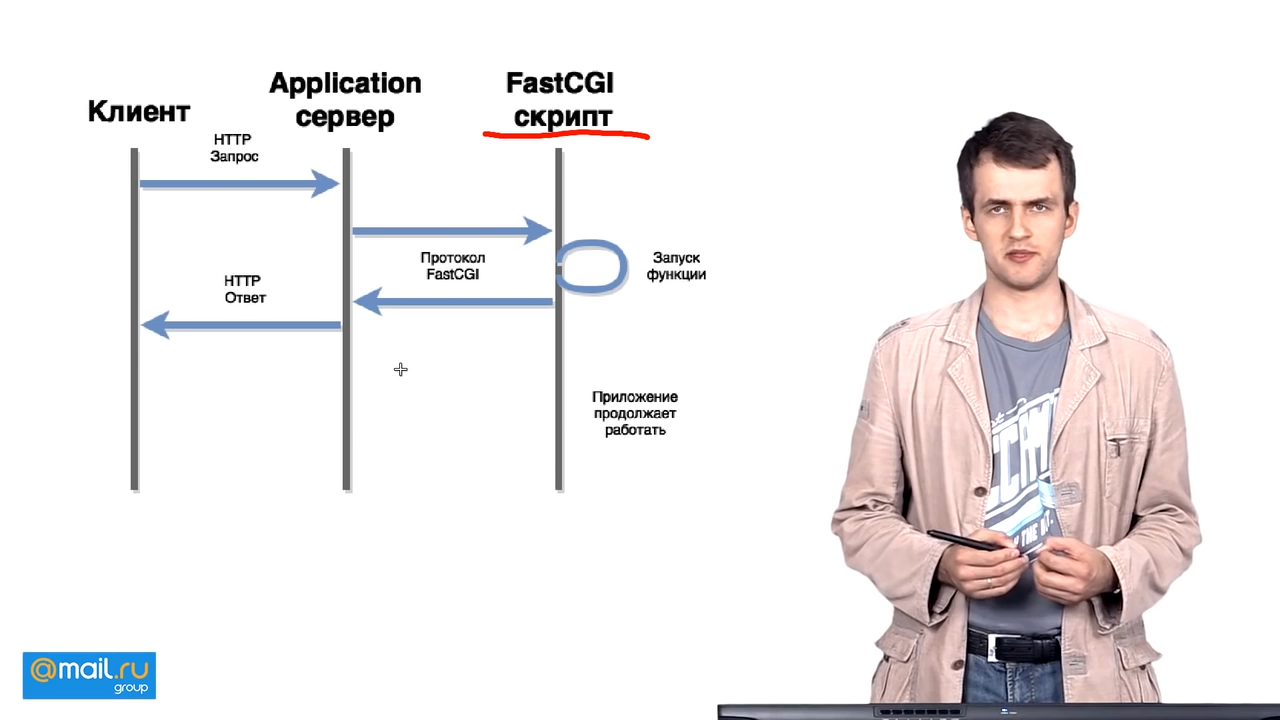 Клиент
Application
сервер
FastCGI
скрипт
HTTP
Запрос
Протокол
FastCGI
Запуск
функции
HTTP
Ответ
Приложение
продолжает
работать
@mail.ru
group